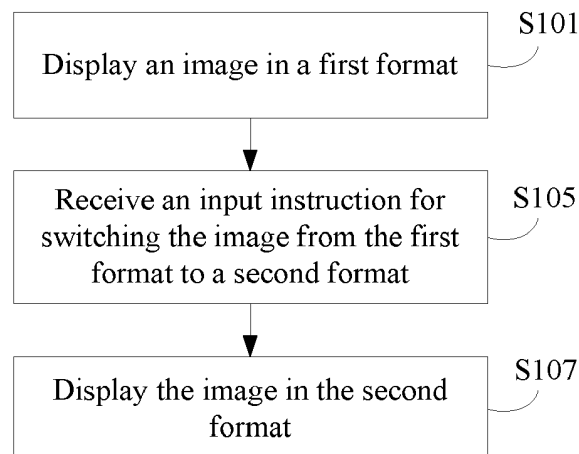 S101
Display an image in a first format
S105
Receive an input instruction for
switching the image from the first
format to a second format
S107
Display the image in the second
format